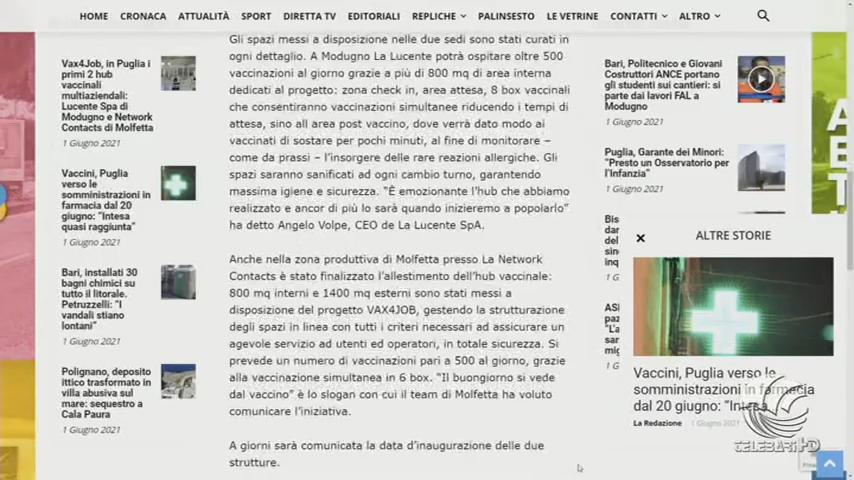 HOME CRONACA ATTUALITÀ SPORT DIRETTA TV EDITORIALI REPLICHE PALINSESTO LE VETRINE CONTATTI ALTRO
Vax4Job, in Puglia i
primi 2 hub
vaccinali
multiaziendali:
Lucente Spa di
Modugno e Network
Contacts di Molfetta
1 Giugno 2021
Vaccini, Puglia
verso le
somministrazioni in
farmacia dal 20
giugno: "Intesa
quasi raggiunta"
1 Giugno 2021
Bari, installati 30
bagni chimici su
tutto il litorale.
Petruzzelli: "I
vandali stiano
lontani"
1 Giugno 2021
Polignano, deposito
ittico trasformato in
villa abusiva sul
mare: sequestro a
Cala Paura
1 Giugno 2021
Gli spazi messi a disposizione nelle due sedi sono stati curati in
ogni dettaglio. A Modugno La Lucente potrà ospitare oltre 500
vaccinazioni al giorno grazie a più di 800 mq di area interna
dedicati al progetto: zona check in, area attesa, 8 box vaccinali
che consentiranno vaccinazioni simultanee riducendo i tempi di
attesa, sino all area post vaccino, dove verrà dato modo ai
vaccinati di sostare per pochi minuti, al fine di monitorare –
come da prassi – l'insorgere delle rare reazioni allergiche. Gli
spazi saranno sanificati ad ogni cambio turno, garantendo
massima igiene e sicurezza. "È emozionante l'hub che abbiamo
realizzato e ancor di più lo sarà quando inizieremo a popolarlo"
ha detto Angelo Volpe, CEO de La Lucente SpA.
Anche nella zona produttiva di Molfetta presso La Network
Contacts è stato finalizzato l'allestimento dell'hub vaccinale:
800 mq interni e 1400 mq esterni sono stati messi a
disposizione del progetto VAX4JOB, gestendo la strutturazione
degli spazi in linea con tutti i criteri necessari ad assicurare un
agevole servizio ad utenti ed operatori, in totale sicurezza. Si
prevede un numero di vaccinazioni pari a 500 al giorno, grazie
alla vaccinazione simultanea in 6 box. "Il buongiorno si vede
dal vaccino" è lo slogan con cui il team di Molfetta ha voluto
comunicare l'iniziativa.
A giorni sarà comunicata la data d'inaugurazione delle due
strutture.
Bari, Politecnico e Giovani
Costruttori ANCE portano
gli studenti sui cantieri: si
parte dai lavori FAL a
Modugno
1 Giugno 2021
Puglia, Garante dei Minori:
"Presto un Osservatorio per
l'Infanzia"
1 Giugno 2021
ALTRE STORIE
Vaccini, Puglia verso le
somministrazioni in farmacia
dal 20 giugno: "Intesa
La Redazione 1 Giugno 2021
TELEBARI HD